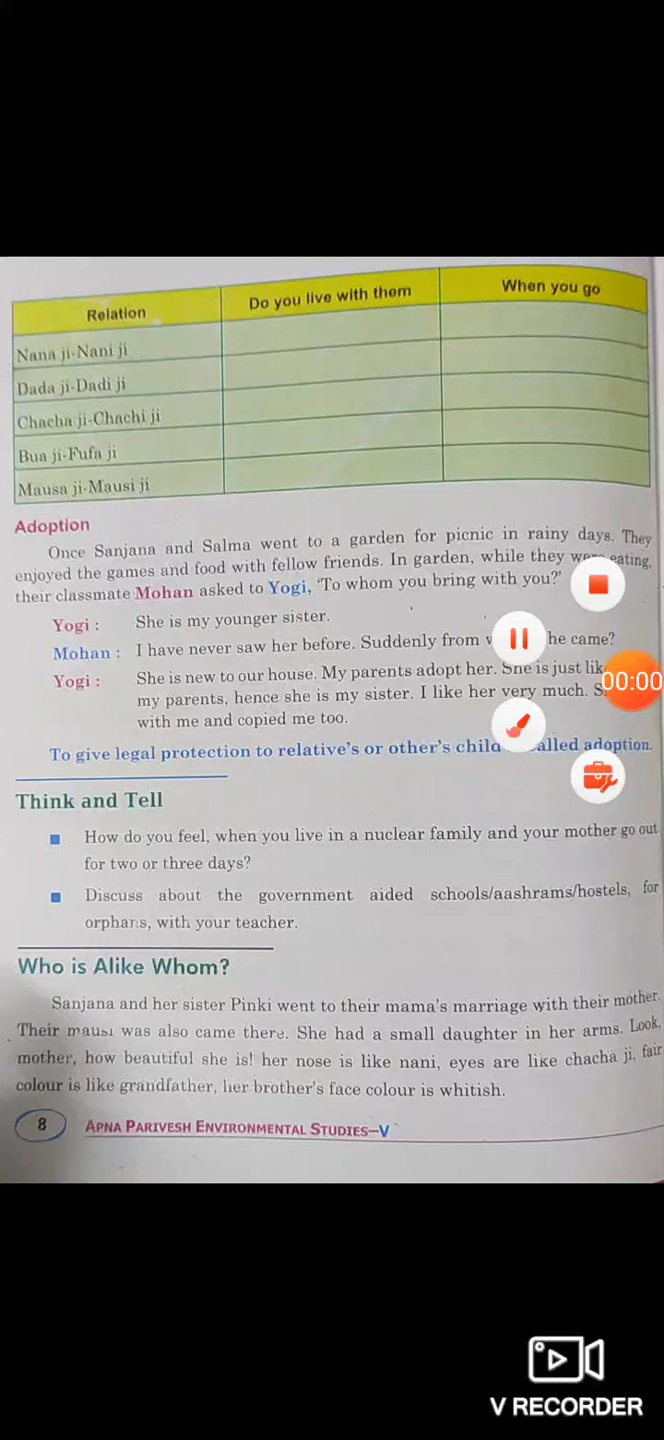 Relation Do you live with them When you go
Nana ji-Nani ji
Dada ji-Dadi ji
Chacha ji-Chachi ji
Bua ji-Fufa ji
Mausa ji-Mausi ji
Adoption
Once Sanjana and Salma went to a garden for picnic in rainy days. They
enjoyed the games and food with fellow friends. In garden, while they were eating,
their classmate Mohan asked to Yogi, 'To whom you bring with you?'
Yogi : She is my younger sister.
Mohan : I have never saw her before. Suddenly from he came?
Yogi : She is new to our house. My parents adopt her. She is just
my parents, hence she is my sister. I like her very much.
with me and copied me too.
To give legal protection to relative's or other's child called adoption.
Think and Tell
How do you feel, when you live in a nuclear family and your mother go out
for two or three days?
Discuss about the government aided schools/aashrams/hostels, for
orphans, with your teacher.
Who is Alike Whom?
Sanjana and her sister Pinki went to their mama's marriage with their mother.
Their mausi was also came there. She had a small daughter in her arms. Look,
mother, how beautiful she is! her nose is like nani, eyes are like chacha ji, fair
colour is like grandfather, her brother's face colour is whitish.
8 APNA PARIVESH ENVIRONMENTAL STUDIES–V
00:00
V RECORDER